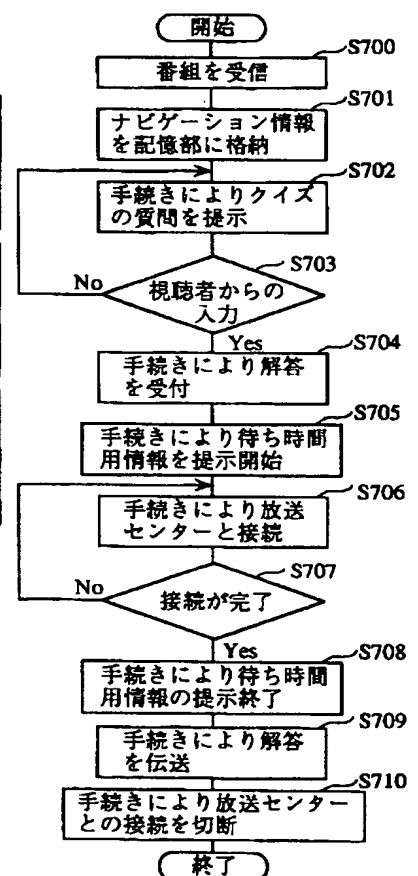 開始
S700
番組を受信
S701
ナビゲーション情報
を記憶部に格納
S702
手続きによりクイズ
の質問を提示
S703
視聴者からの
入力
No
Yes
S704
手続きにより解答
を受付
S705
手続きにより待ち時間
用情報を提示開始
S706
手続きにより放送
センターと接続
S707
接続が完了
No
Yes
S708
手続きにより待ち時間
用情報の提示終了
S709
手続きにより解答
を伝送
S710
手続きにより放送センター
との接続を切断
終了